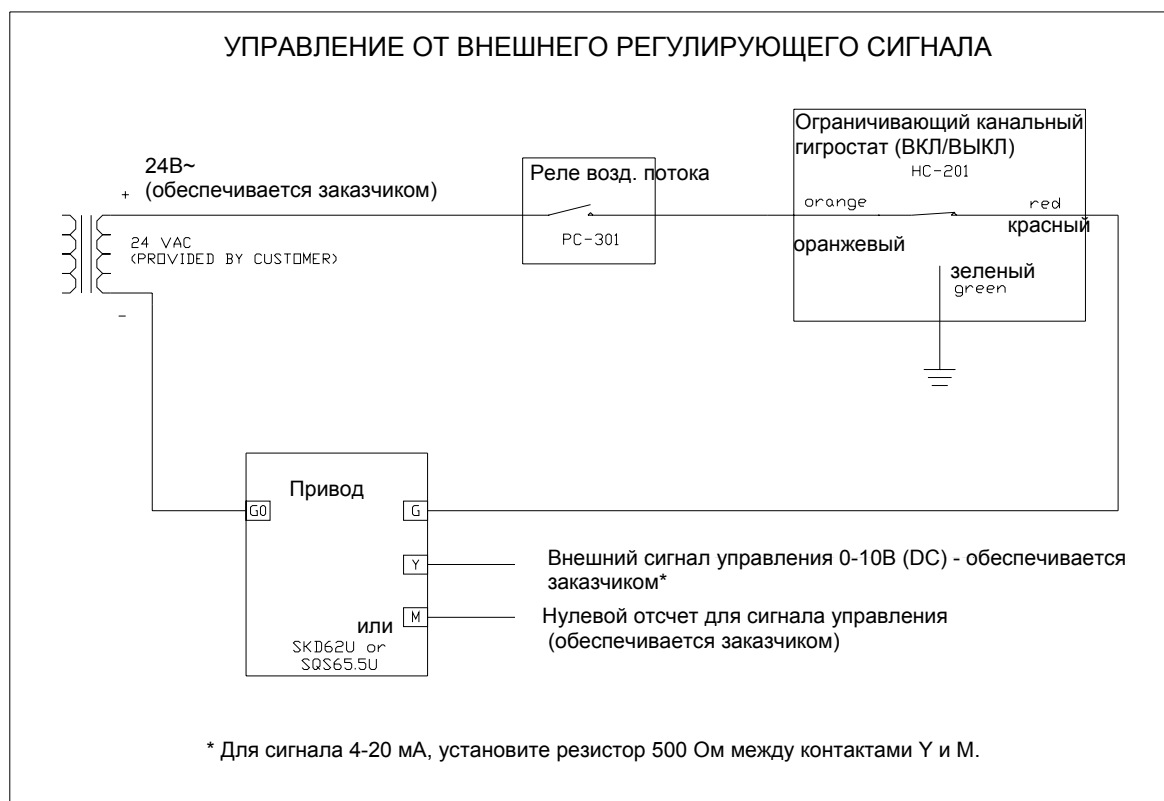 УПРАВЛЕНИЕ ОТ ВНЕШНЕГО РЕГУЛИРУЮЩЕГО СИГНАЛА
24В~
+ (обеспечивается заказчиком)
24 VAC
(PROVIDED BY CUSTOMER)
-
Реле возд. потока
PC-301
Ограничивающий канальный
гигростат (ВКЛ/ВЫКЛ)
HC-201
orange
red
оранжевый
красный
зеленый
green
Привод
G0
G
Y
M
или
SKD62U or
SQS65.5U
Внешний сигнал управления 0-10В (DC) - обеспечивается
заказчиком*
Нулевой отсчет для сигнала управления
(обеспечивается заказчиком)
* Для сигнала 4-20 мА, установите резистор 500 Ом между контактами Y и M.